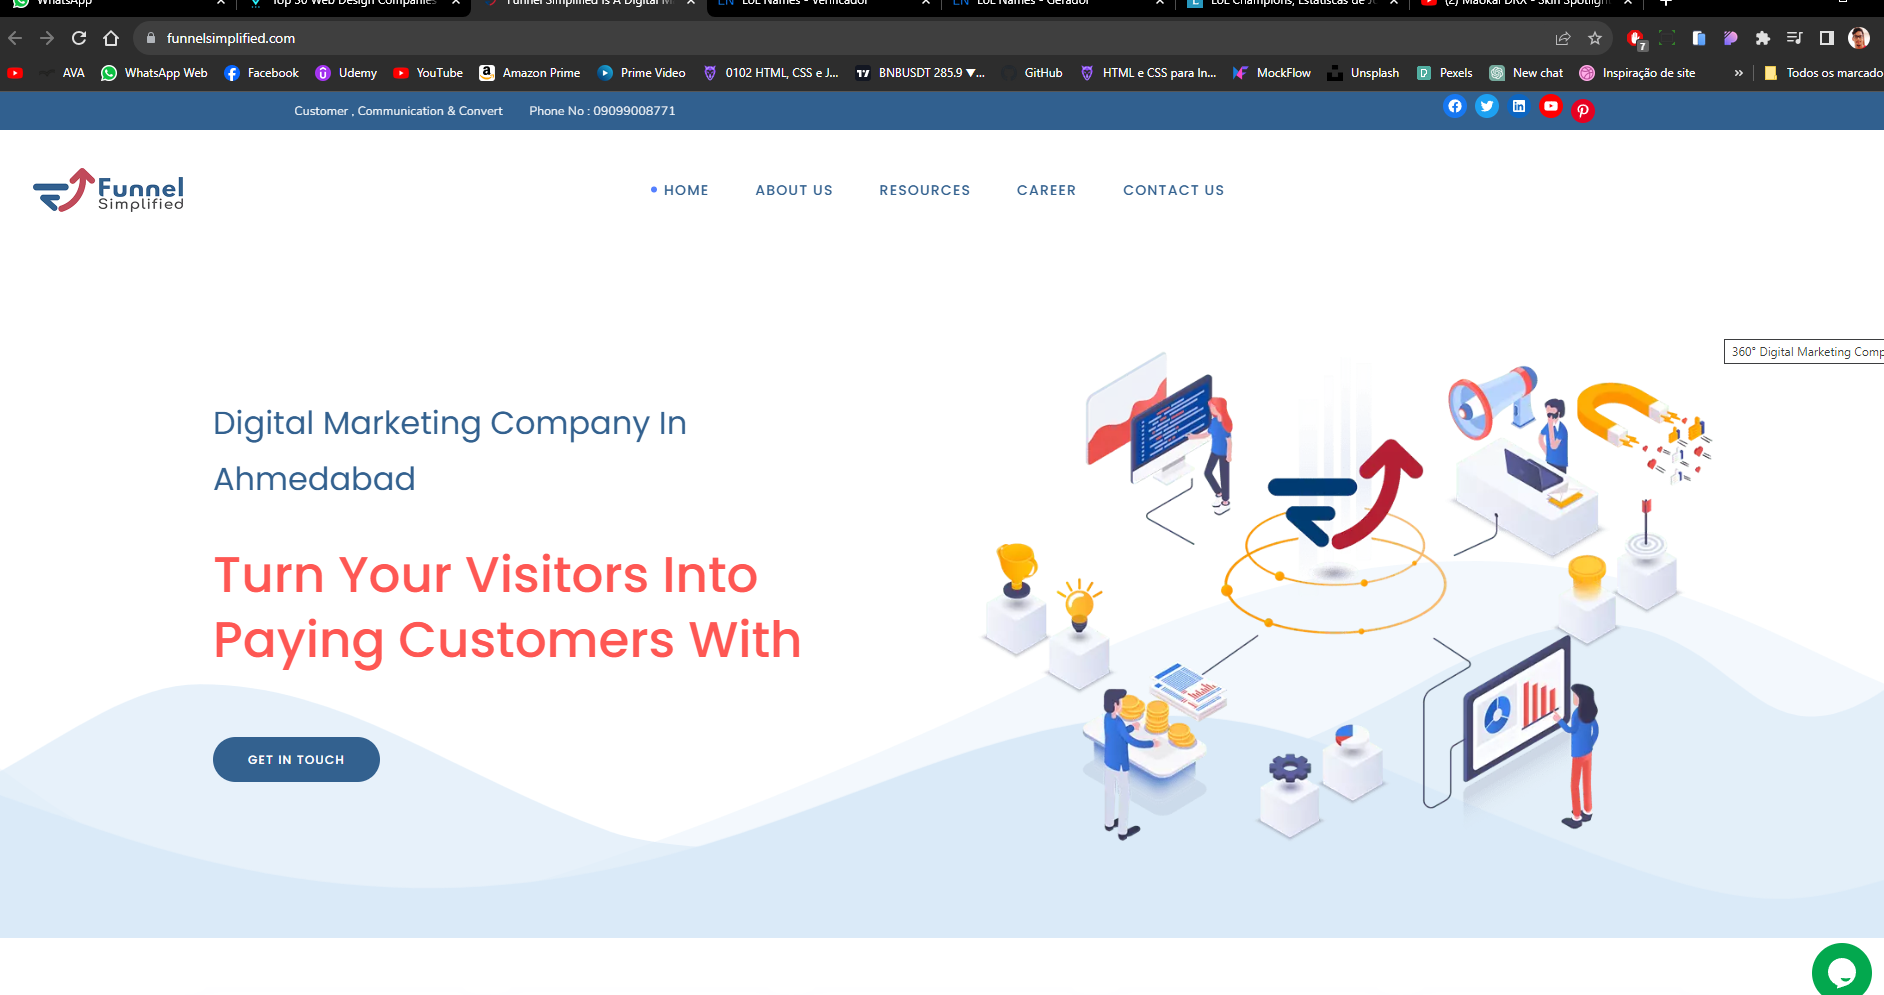 WhatsApp
Top 30 Web Design Companies
Funnel Simplified Is A Digital M
LoL Names - Verificador
LoL Names - Gerador
LoL Champions, Estatíscas de Jo
(2) Maokai DRX - Skin Spotligh
funnelsimplified.com
7
AVA
WhatsApp Web
Facebook
Udemy
YouTube
Amazon Prime
Prime Video
0102 HTML, CSS e J...
BNBUSDT 285.9 ▼...
GitHub
HTML e CSS para In...
MockFlow
Unsplash
Pexels
New chat
Inspiração de site
»
Todos os marcado
Customer , Communication & Convert
Phone No : 09099008771
Funnel
Simplified
HOME
ABOUT US
RESOURCES
CAREER
CONTACT US
360° Digital Marketing Comp
Digital Marketing Company In
Ahmedabad
Turn Your Visitors Into
Paying Customers With
GET IN TOUCH